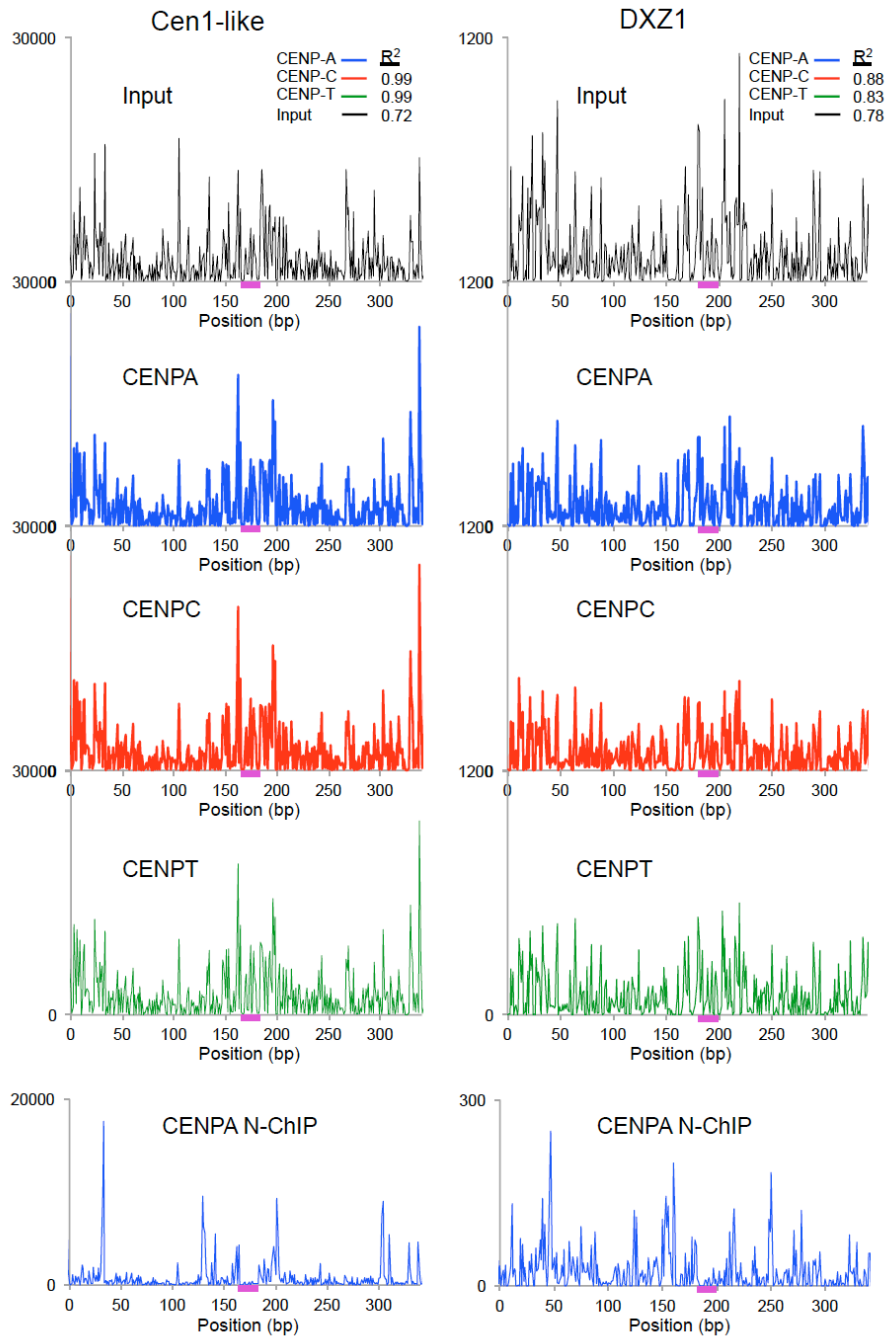 Cen1-like
DXZ1
30000
CENP-A R²
CENP-C 0.99
CENP-T 0.99
Input 0.72
Input
30000
0 50 100 150 200 250 300
Position (bp)
1200
CENP-A R²
CENP-C 0.88
CENP-T 0.83
Input 0.78
Input
1200
0 50 100 150 200 250 300
Position (bp)
CENPA
30000
0 50 100 150 200 250 300
Position (bp)
CENPA
1200
0 50 100 150 200 250 300
Position (bp)
CENPC
30000
0 50 100 150 200 250 300
Position (bp)
CENPC
1200
0 50 100 150 200 250 300
Position (bp)
CENPT
0
0 50 100 150 200 250 300
Position (bp)
CENPT
0
0 50 100 150 200 250 300
Position (bp)
20000
CENPA N-ChIP
0
0 50 100 150 200 250 300
Position (bp)
300
CENPA N-ChIP
0
0 50 100 150 200 250 300
Position (bp)